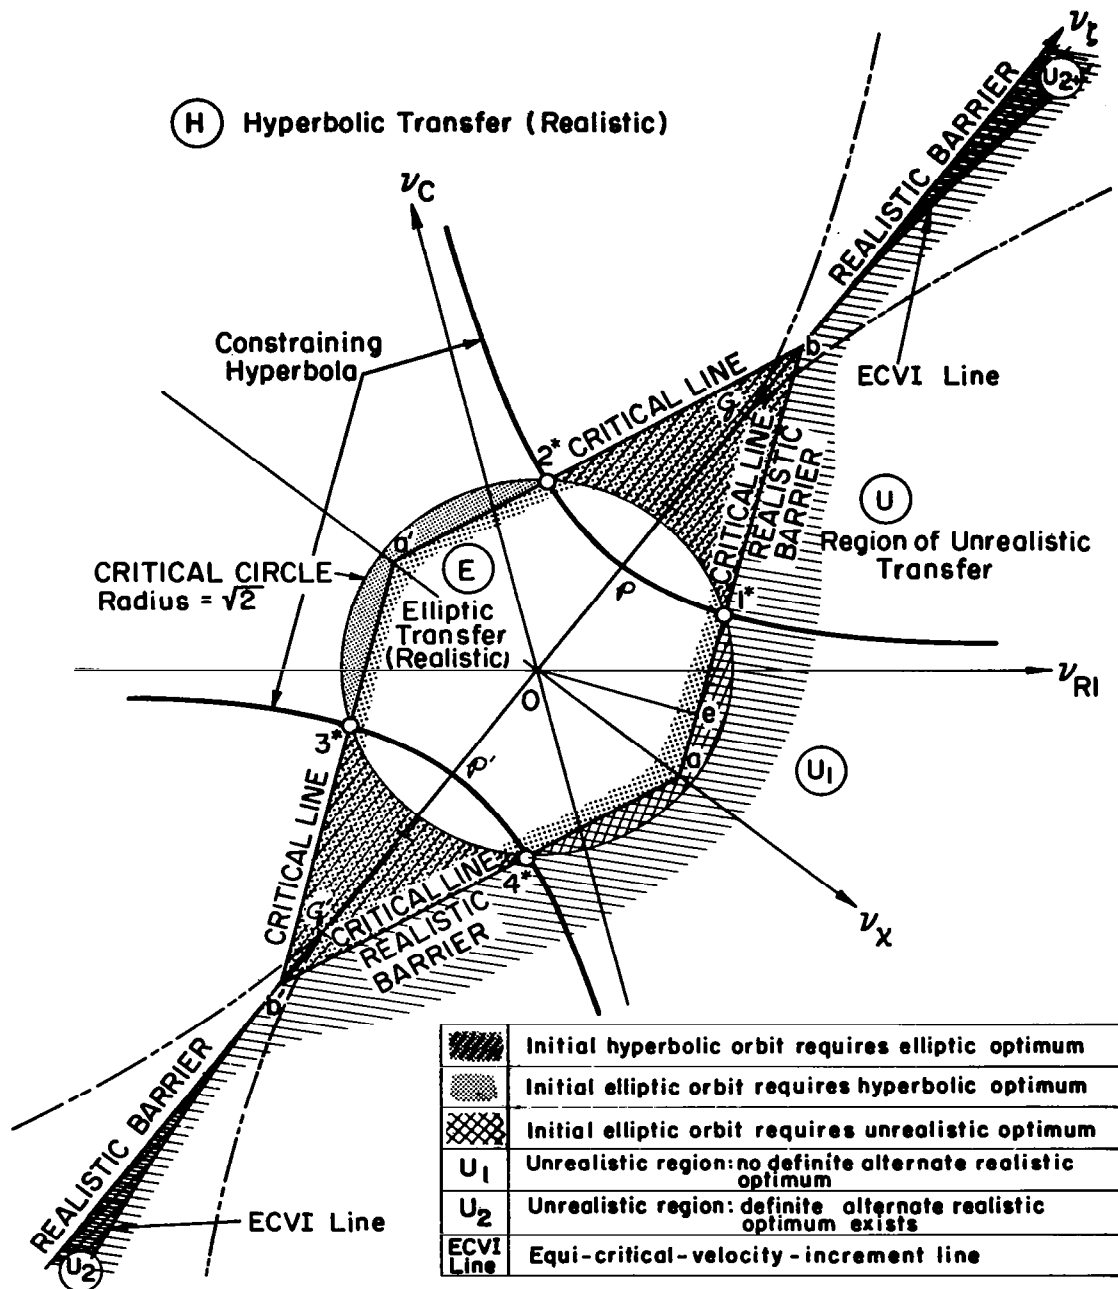 ν_ζ
U₂₊
H Hyperbolic Transfer (Realistic)
REALISTIC BARRIER
ν_C
Constraining
Hyperbola
b
ECVI Line
CRITICAL LINE
G
2*
CRITICAL LINE
REALISTIC
BARRIER
U
Region of Unrealistic
Transfer
a'
E
CRITICAL CIRCLE
Radius = √2
Elliptic
Transfer
(Realistic)
P
1*
O
ν_RI
e
3*
P'
a
U₁
CRITICAL LINE
4*
ν_χ
G'
CRITICAL LINE
REALISTIC
BARRIER
b'
REALISTIC BARRIER
ECVI Line
U₂
Initial hyperbolic orbit requires elliptic optimum
Initial elliptic orbit requires hyperbolic optimum
Initial elliptic orbit requires unrealistic optimum
U₁ Unrealistic region: no definite alternate realistic
optimum
U₂ Unrealistic region: definite alternate realistic
optimum exists
ECVI
Line Equi-critical-velocity-increment line